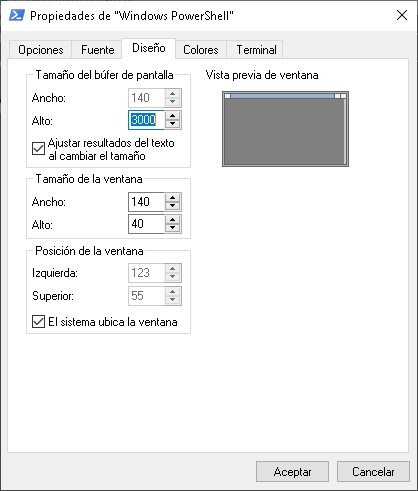 Propiedades de "Windows PowerShell"
Opciones Fuente Diseño Colores Terminal
Tamaño del búfer de pantalla
Ancho: 140
Alto: 3000
Ajustar resultados del texto
al cambiar el tamaño
Tamaño de la ventana
Ancho: 140
Alto: 40
Posición de la ventana
Izquierda: 123
Superior: 55
El sistema ubica la ventana
Vista previa de ventana
Aceptar Cancelar